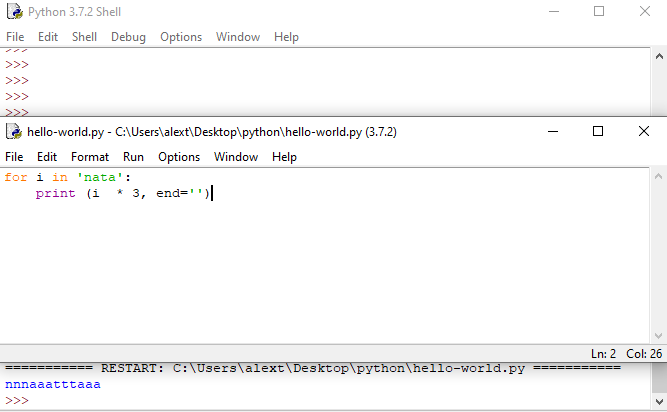 Python 3.7.2 Shell
File Edit Shell Debug Options Window Help
>>>
>>>
>>>
>>>
>>>
hello-world.py - C:\Users\alext\Desktop\python\hello-world.py (3.7.2)
File Edit Format Run Options Window Help
for i in 'nata':
    print (i  * 3, end='')
Ln: 2 Col: 26
=========== RESTART: C:\Users\alext\Desktop\python\hello-world.py ===========
nnnaaatttaaa
>>>